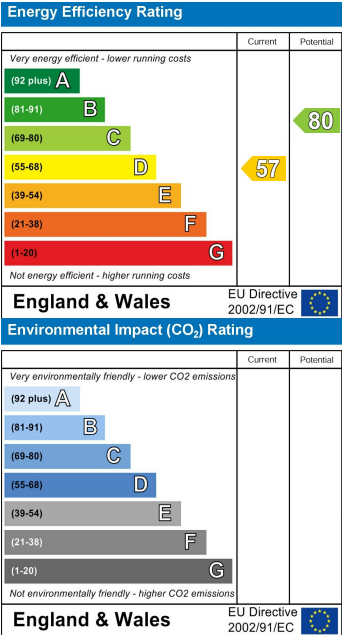 Energy Efficiency Rating
Current Potential
Very energy efficient - lower running costs
(92 plus) A
(81-91) B
(69-80) C
(55-68) D
(39-54) E
(21-38) F
(1-20) G
80
57
Not energy efficient - higher running costs
England & Wales
EU Directive
2002/91/EC
Environmental Impact (CO₂) Rating
Current Potential
Very environmentally friendly - lower CO2 emissions
(92 plus) A
(81-91) B
(69-80) C
(55-68) D
(39-54) E
(21-38) F
(1-20) G
Not environmentally friendly - higher CO2 emissions
England & Wales
EU Directive
2002/91/EC